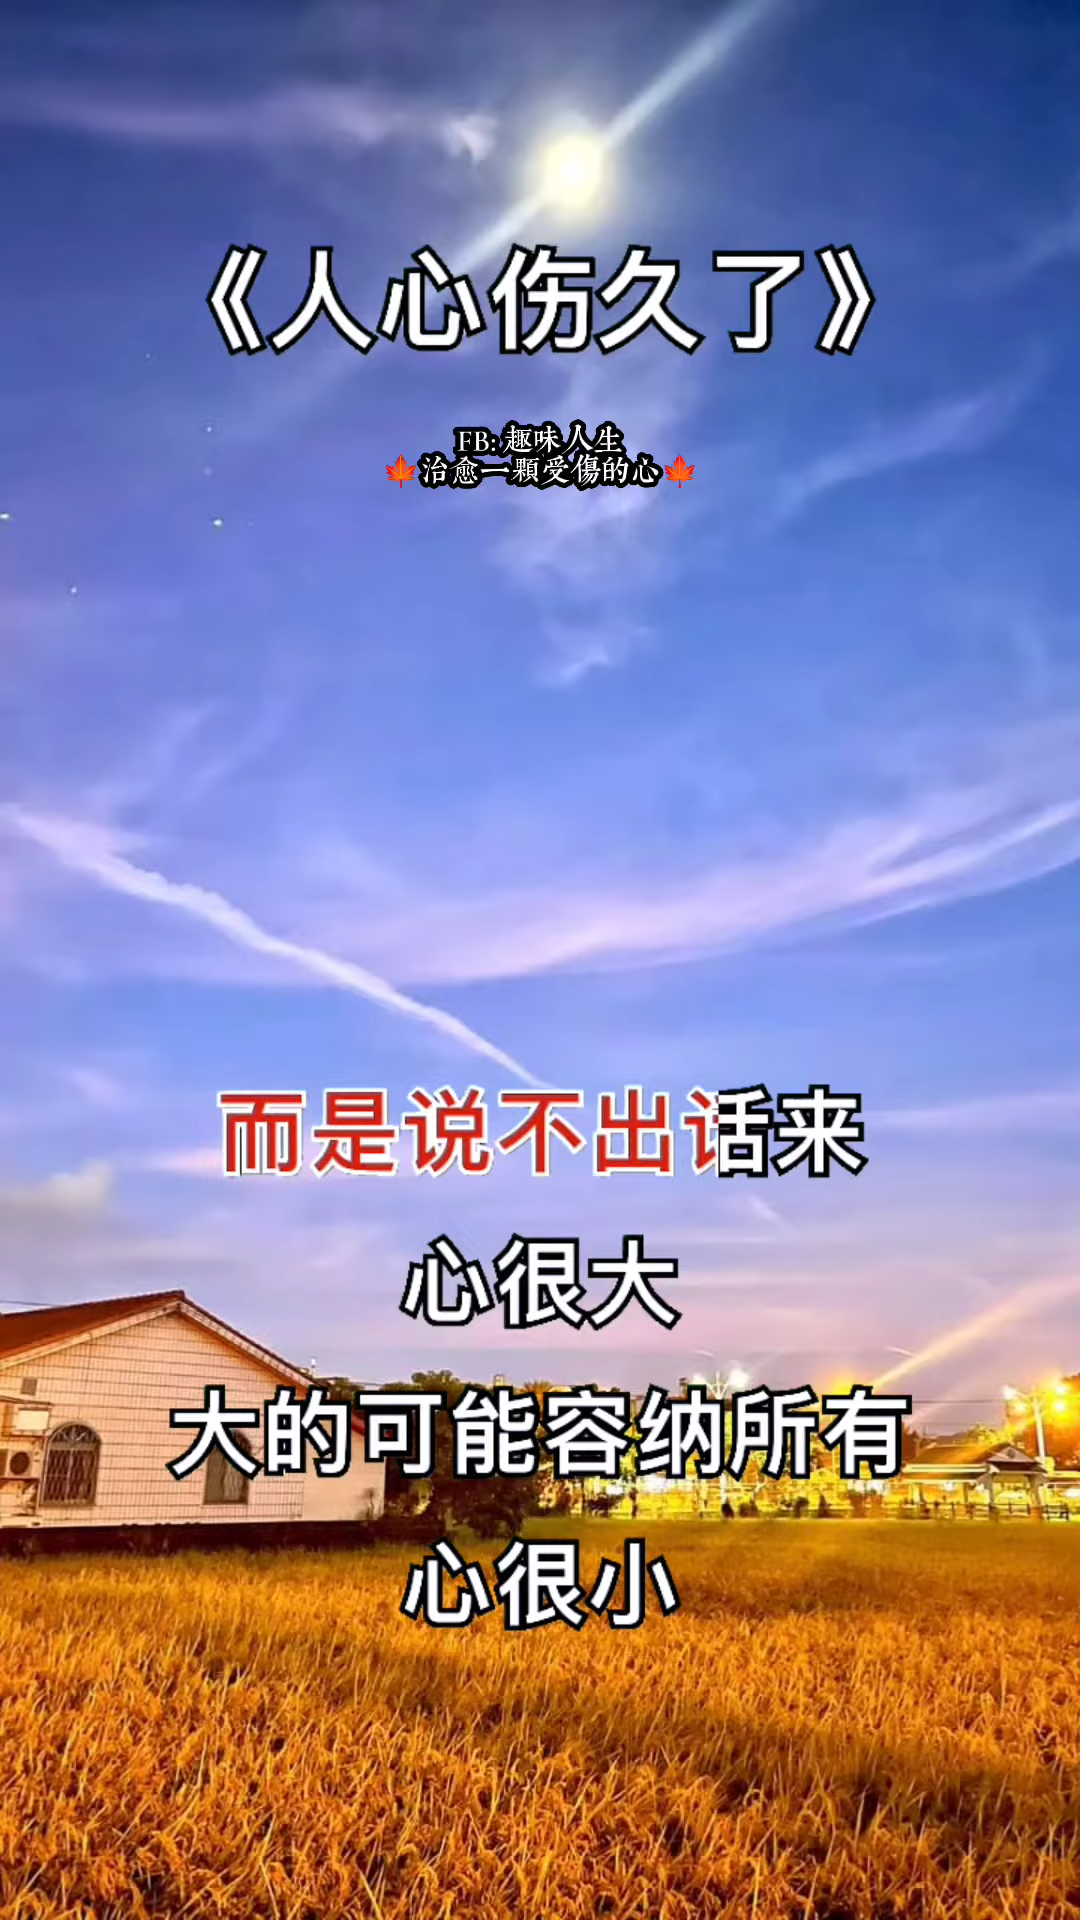 《人心伤久了》
FB: 趣味人生
🍁治愈一顆受傷的心🍁
而是说不出话来
心很大
大的可能容纳所有
心很小